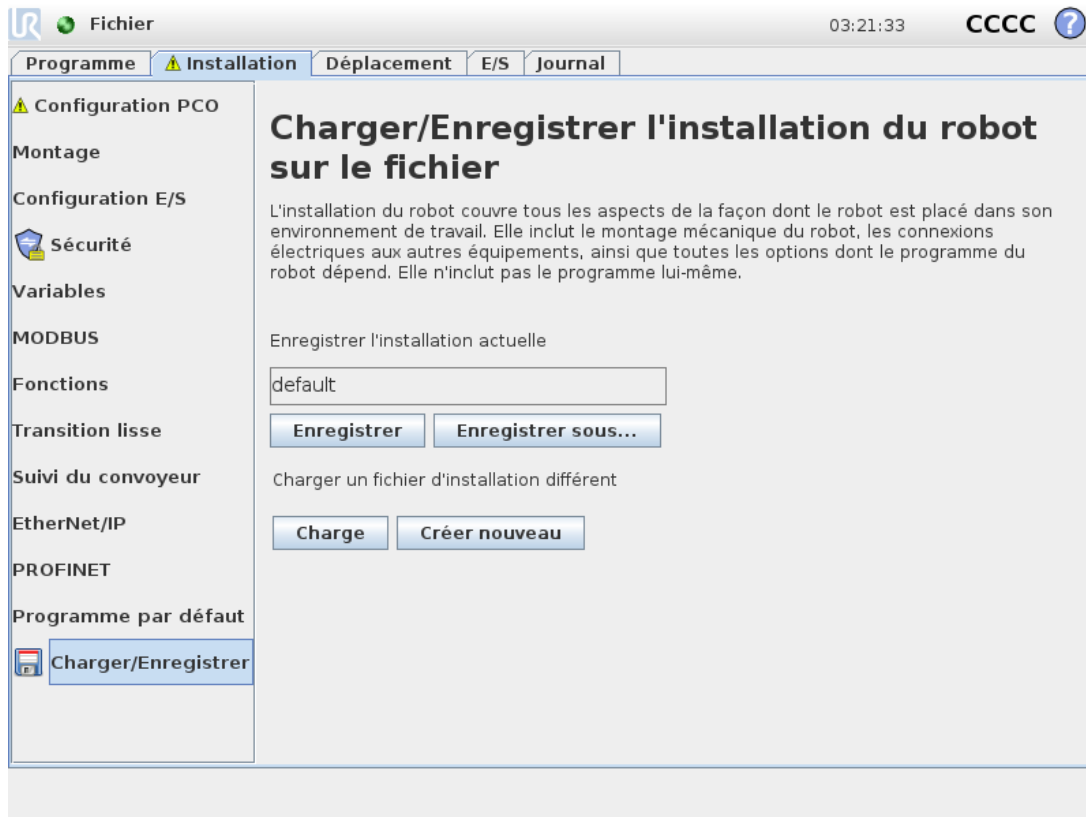 UR Fichier 03:21:33 CCCC ?
Programme Installation Déplacement E/S Journal
Configuration PCO
Montage
Configuration E/S
Sécurité
Variables
MODBUS
Fonctions
Transition lisse
Suivi du convoyeur
EtherNet/IP
PROFINET
Programme par défaut
Charger/Enregistrer
Charger/Enregistrer l'installation du robot
sur le fichier
L'installation du robot couvre tous les aspects de la façon dont le robot est placé dans son
environnement de travail. Elle inclut le montage mécanique du robot, les connexions
électriques aux autres équipements, ainsi que toutes les options dont le programme du
robot dépend. Elle n'inclut pas le programme lui-même.
Enregistrer l'installation actuelle
default
Enregistrer Enregistrer sous...
Charger un fichier d'installation différent
Charge Créer nouveau